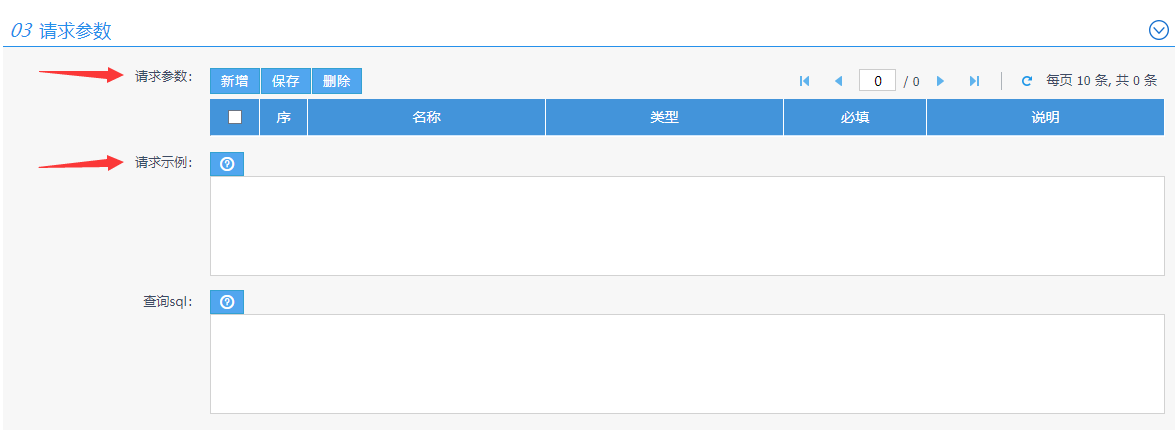 03 请求参数
请求参数： 新增 保存 删除 0 / 0 每页 10 条, 共 0 条
序 名称 类型 必填 说明
请求示例：
查询sql：